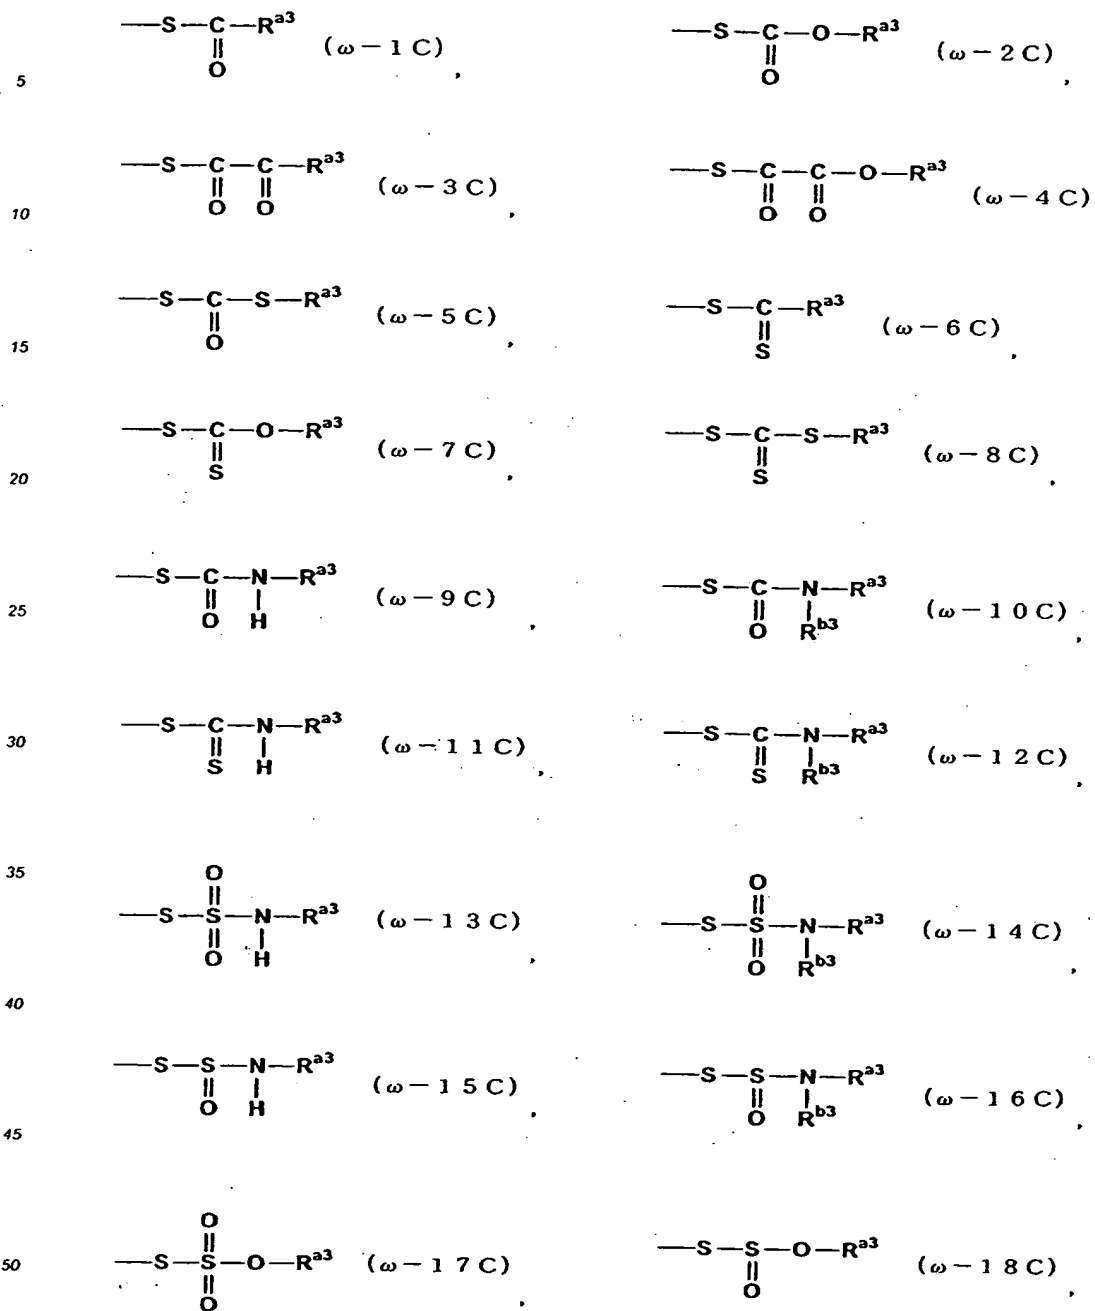 —S—C—R^a3 (ω−1C), —S—C—O—R^a3 (ω−2C),
‖ ‖
O O
5
—S—C—C—R^a3 (ω−3C), —S—C—C—O—R^a3 (ω−4C)
‖ ‖ ‖ ‖
O O O O
10
—S—C—S—R^a3 (ω−5C), —S—C—R^a3 (ω−6C),
‖ ‖
O S
15
—S—C—O—R^a3 (ω−7C), —S—C—S—R^a3 (ω−8C),
‖ ‖
S S
20
—S—C—N—R^a3 (ω−9C), —S—C—N—R^a3 (ω−10C),
‖ | ‖ |
O H O R^b3
25
—S—C—N—R^a3 (ω−11C), —S—C—N—R^a3 (ω−12C),
30
‖ | ‖ |
S H S R^b3
35
O O
‖ ‖
—S—S—N—R^a3 (ω−13C), —S—S—N—R^a3 (ω−14C),
‖ | ‖ |
O H O R^b3
40
—S—S—N—R^a3 (ω−15C), —S—S—N—R^a3 (ω−16C),
‖ | ‖ |
O H O R^b3
45
O
‖
—S—S—O—R^a3 (ω−17C), —S—S—O—R^a3 (ω−18C),
50
‖ ‖
O O